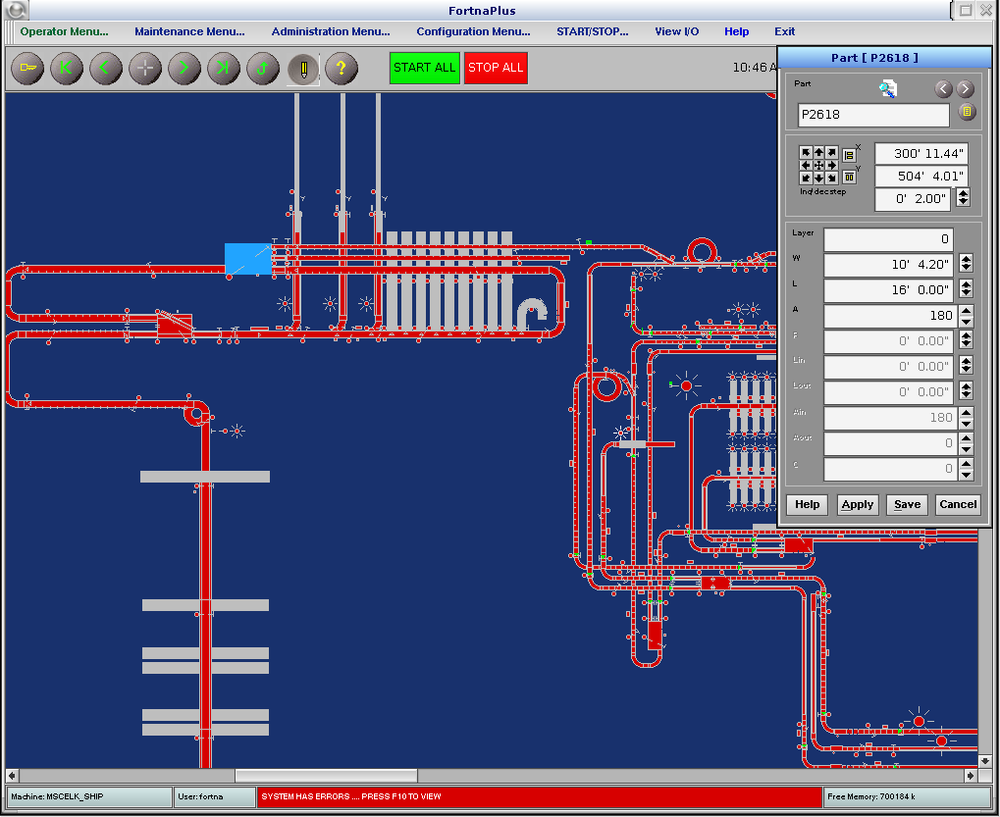 FortnaPlus
Operator Menu... Maintenance Menu... Administration Menu... Configuration Menu... START/STOP... View I/O Help Exit
START ALL STOP ALL 10:46 A
Part [ P2618 ]
Part
P2618
X
Y
300' 11.44"
504' 4.01"
Inc/dec step
0' 2.00"
Layer 0
W 10' 4.20"
L 16' 0.00"
A 180
F 0' 0.00"
Lin 0' 0.00"
Lout 0' 0.00"
Ain 180
Aout 0
C 0
Help Apply Save Cancel
Machine: MSCELK_SHIP User: fortna SYSTEM HAS ERRORS .... PRESS F10 TO VIEW Free Memory: 700184 k